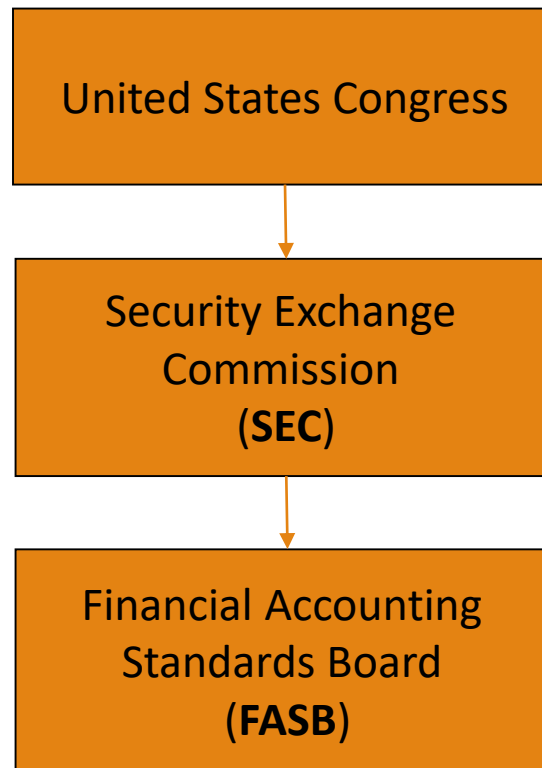 United States Congress
Security Exchange
Commission
(SEC)
Financial Accounting
Standards Board
(FASB)